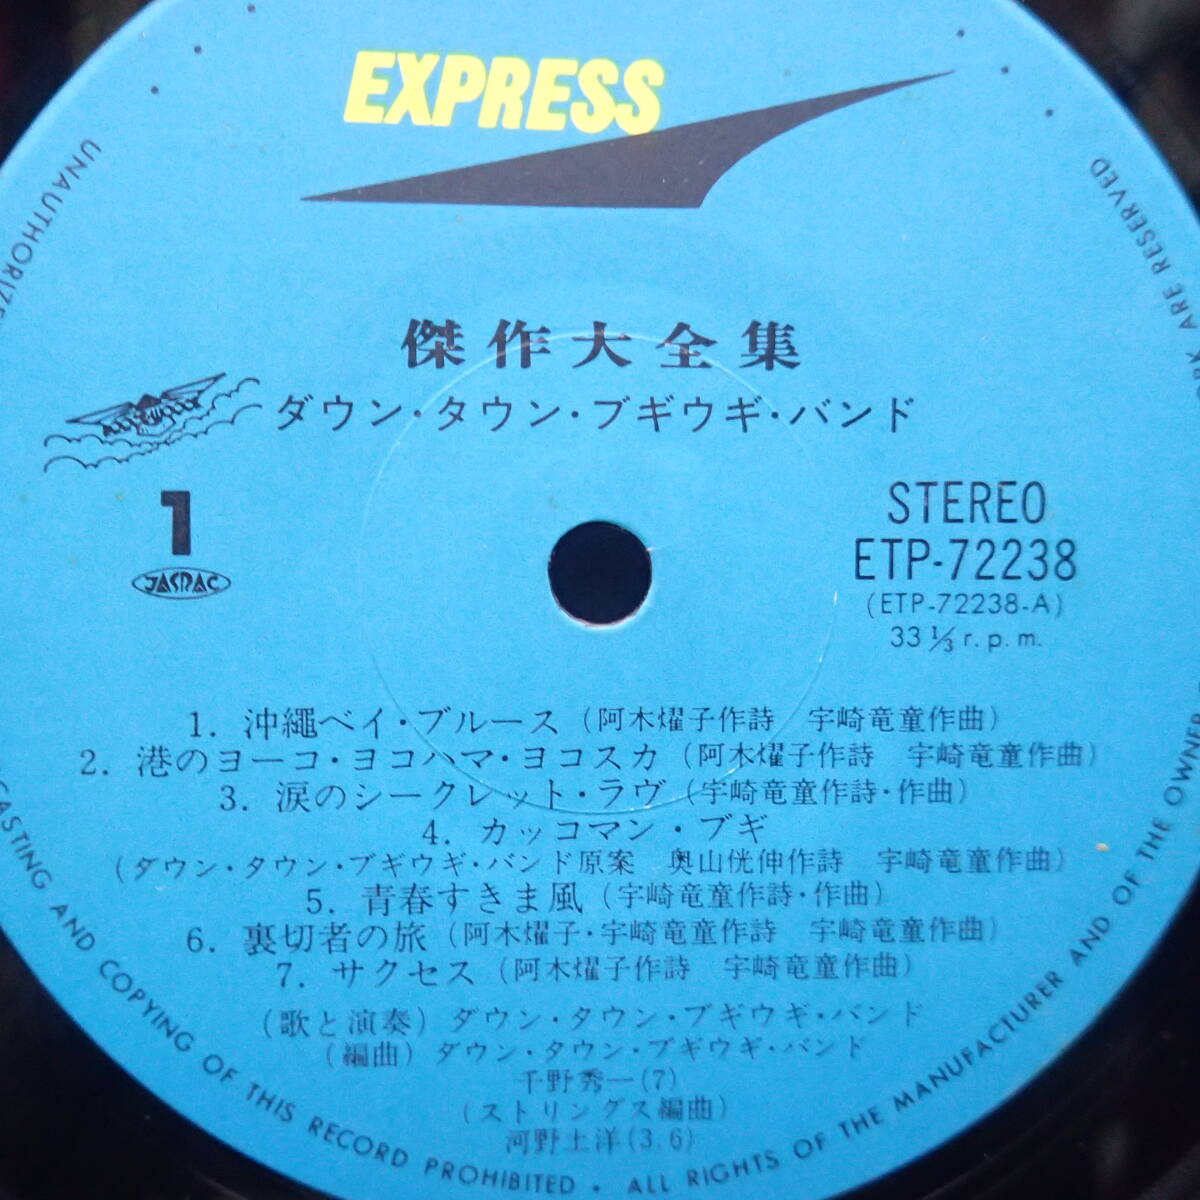 EXPRESS
傑作大全集
ダウン・タウン・ブギウギ・バンド
1
JASRAC
STEREO
ETP-72238
(ETP-72238-A)
33 1/3 r.p.m.
1. 沖繩ベイ・ブルース (阿木燿子作詩 宇崎竜童作曲)
2. 港のヨーコ・ヨコハマ・ヨコスカ (阿木燿子作詩 宇崎竜童作曲)
3. 涙のシークレット・ラヴ (宇崎竜童作詩・作曲)
4. カッコマン・ブギ
(ダウン・タウン・ブギウギ・バンド原案 奥山侊伸作詩 宇崎竜童作曲)
5. 青春すきま風 (宇崎竜童作詩・作曲)
6. 裏切者の旅 (阿木燿子・宇崎竜童作詩 宇崎竜童作曲)
7. サクセス (阿木燿子作詩 宇崎竜童作曲)
(歌と演奏) ダウン・タウン・ブギウギ・バンド
(編曲) ダウン・タウン・ブギウギ・バンド
千野秀一(7)
(ストリングス編曲)
河野土洋(3.6)
UNAUTHORIZE
CASTING AND COPYING OF THIS RECORD PROHIBITED • ALL RIGHTS OF THE MANUFACTURER AND OF THE OWNER
RK ARE RESERVED